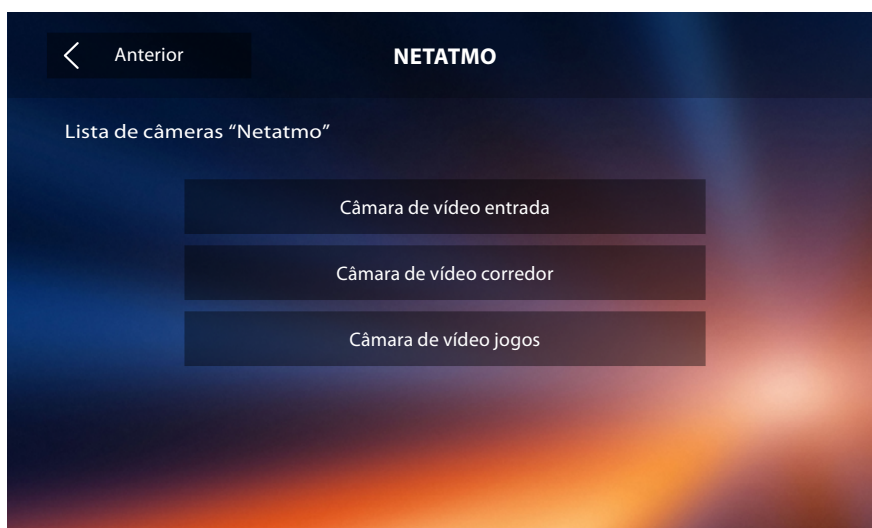 Anterior
NETATMO
Lista de câmeras “Netatmo”
Câmara de vídeo entrada
Câmara de vídeo corredor
Câmara de vídeo jogos